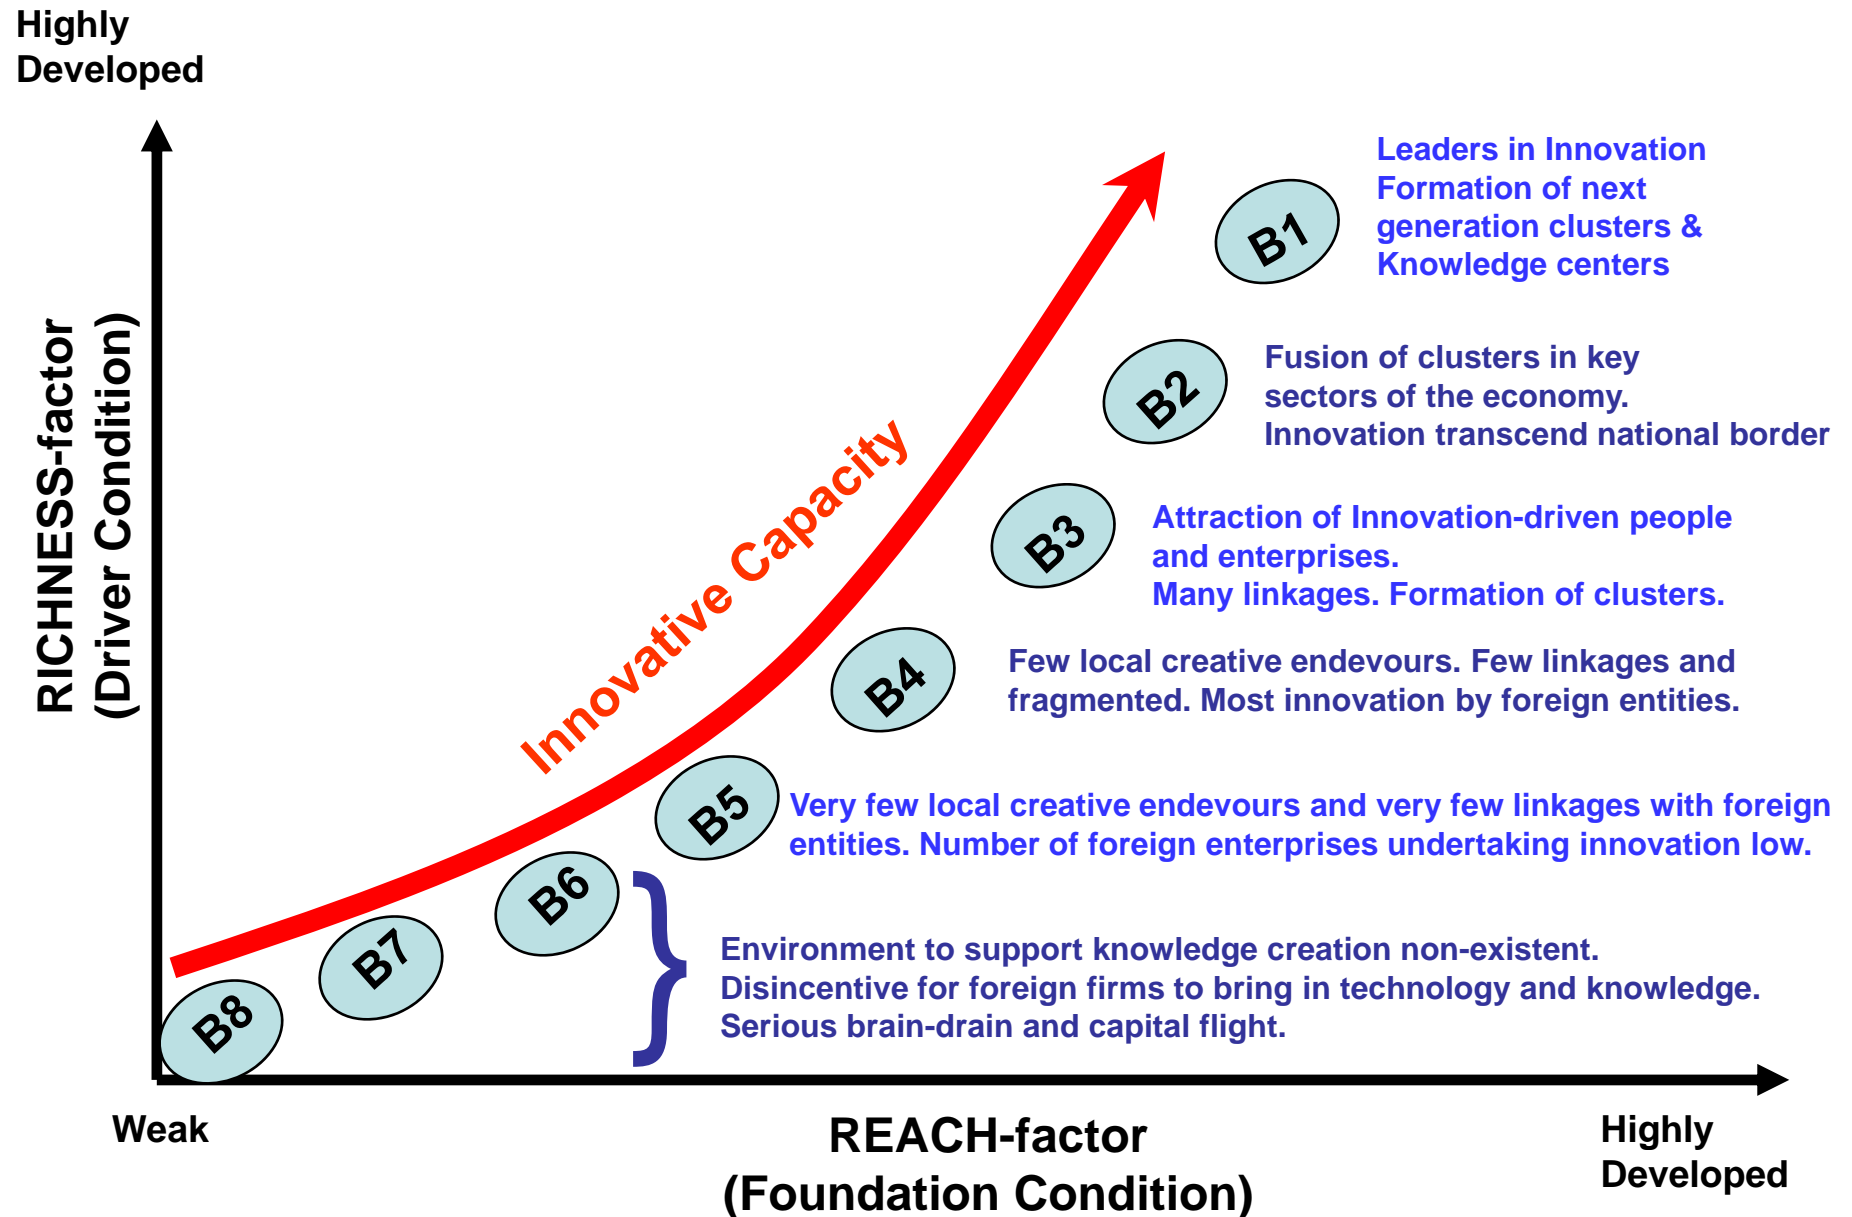 Highly
Developed
RICHNESS-factor
(Driver Condition)
Innovative Capacity
B1
Leaders in Innovation
Formation of next
generation clusters &
Knowledge centers
B2
Fusion of clusters in key
sectors of the economy.
Innovation transcend national border
B3
Attraction of Innovation-driven people
and enterprises.
Many linkages. Formation of clusters.
B4
Few local creative endevours. Few linkages and
fragmented. Most innovation by foreign entities.
B5
Very few local creative endevours and very few linkages with foreign
entities. Number of foreign enterprises undertaking innovation low.
B6
B7
B8
}
Environment to support knowledge creation non-existent.
Disincentive for foreign firms to bring in technology and knowledge.
Serious brain-drain and capital flight.
Weak
REACH-factor
(Foundation Condition)
Highly
Developed